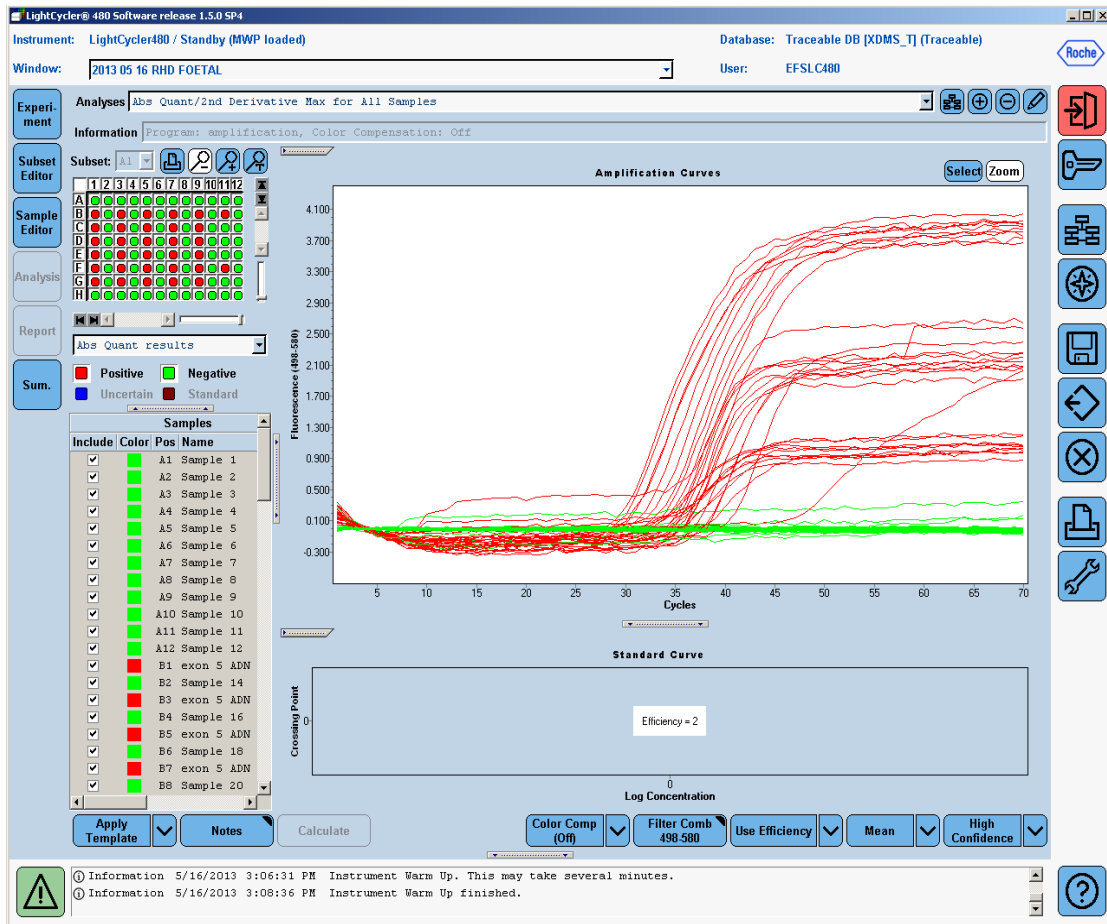 LightCycler® 480 Software release 1.5.0 SP4
Instrument: LightCycler480 / Standby (MWP loaded) Database: Traceable DB [XDMS_T] (Traceable)
Window: 2013 05 16 RHD FOETAL User: EFSLC480
Roche
Experi-
ment
Subset
Editor
Sample
Editor
Analysis
Report
Sum.
Analyses Abs Quant/2nd Derivative Max for All Samples
Information Program: amplification, Color Compensation: Off
Subset: A1
1 2 3 4 5 6 7 8 9 10 11 12
A
B
C
D
E
F
G
H
Abs Quant results
Positive Negative
Uncertain Standard
Samples
Include Color Pos Name
A1 Sample 1
A2 Sample 2
A3 Sample 3
A4 Sample 4
A5 Sample 5
A6 Sample 6
A7 Sample 7
A8 Sample 8
A9 Sample 9
A10 Sample 10
A11 Sample 11
A12 Sample 12
B1 exon 5 ADN
B2 Sample 14
B3 exon 5 ADN
B4 Sample 16
B5 exon 5 ADN
B6 Sample 18
B7 exon 5 ADN
B8 Sample 20
Amplification Curves
Select Zoom
Fluorescence (498-580)
4.100
3.700
3.300
2.900
2.500
2.100
1.700
1.300
0.900
0.500
0.100
-0.300
5 10 15 20 25 30 35 40 45 50 55 60 65 70
Cycles
Standard Curve
Crossing Point
0
Efficiency = 2
0
Log Concentration
Apply
Template
Notes
Calculate
Color Comp
(Off)
Filter Comb
498-580
Use Efficiency
Mean
High
Confidence
Information 5/16/2013 3:06:31 PM Instrument Warm Up. This may take several minutes.
Information 5/16/2013 3:08:36 PM Instrument Warm Up finished.